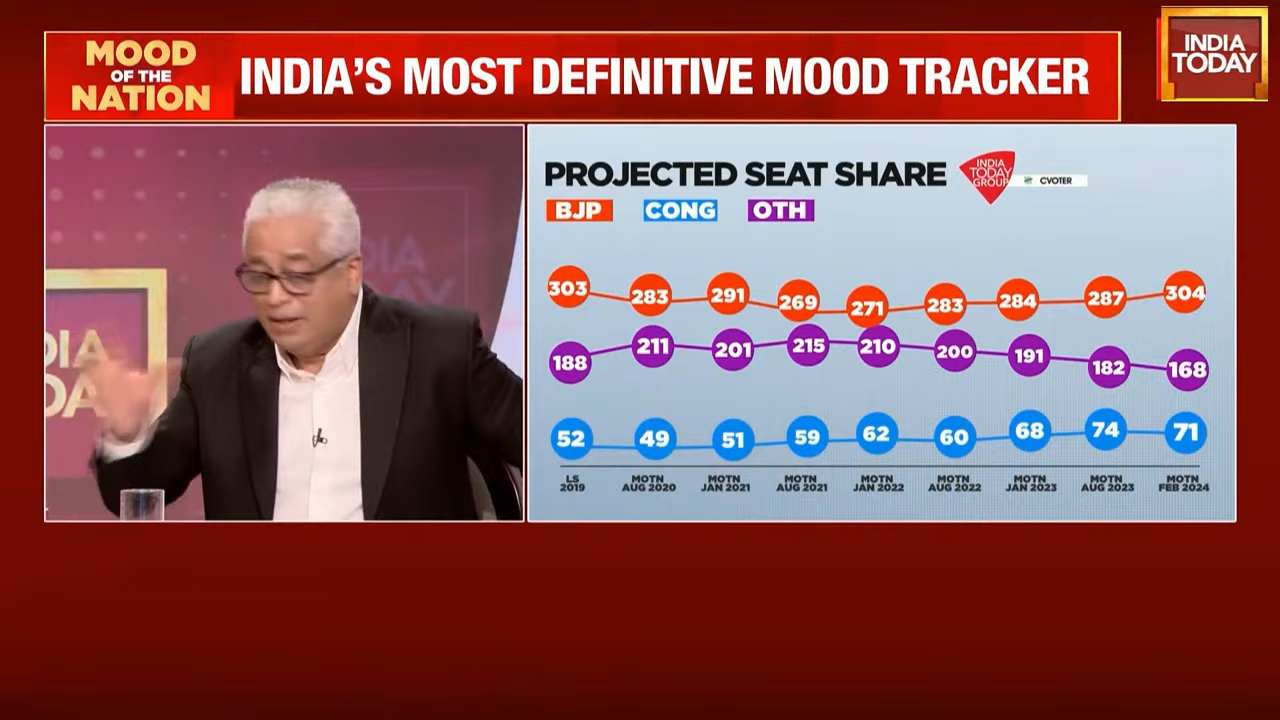 MOOD
OF THE
NATION
INDIA'S MOST DEFINITIVE MOOD TRACKER
INDIA
TODAY
PROJECTED SEAT SHARE
INDIA
TODAY
GROUP
CVOTER
BJP CONG OTH
303 283 291 269 271 283 284 287 304
188 211 201 215 210 200 191 182 168
52 49 51 59 62 60 68 74 71
LS
2019
MOTN
AUG 2020
MOTN
JAN 2021
MOTN
AUG 2021
MOTN
JAN 2022
MOTN
AUG 2022
MOTN
JAN 2023
MOTN
AUG 2023
MOTN
FEB 2024